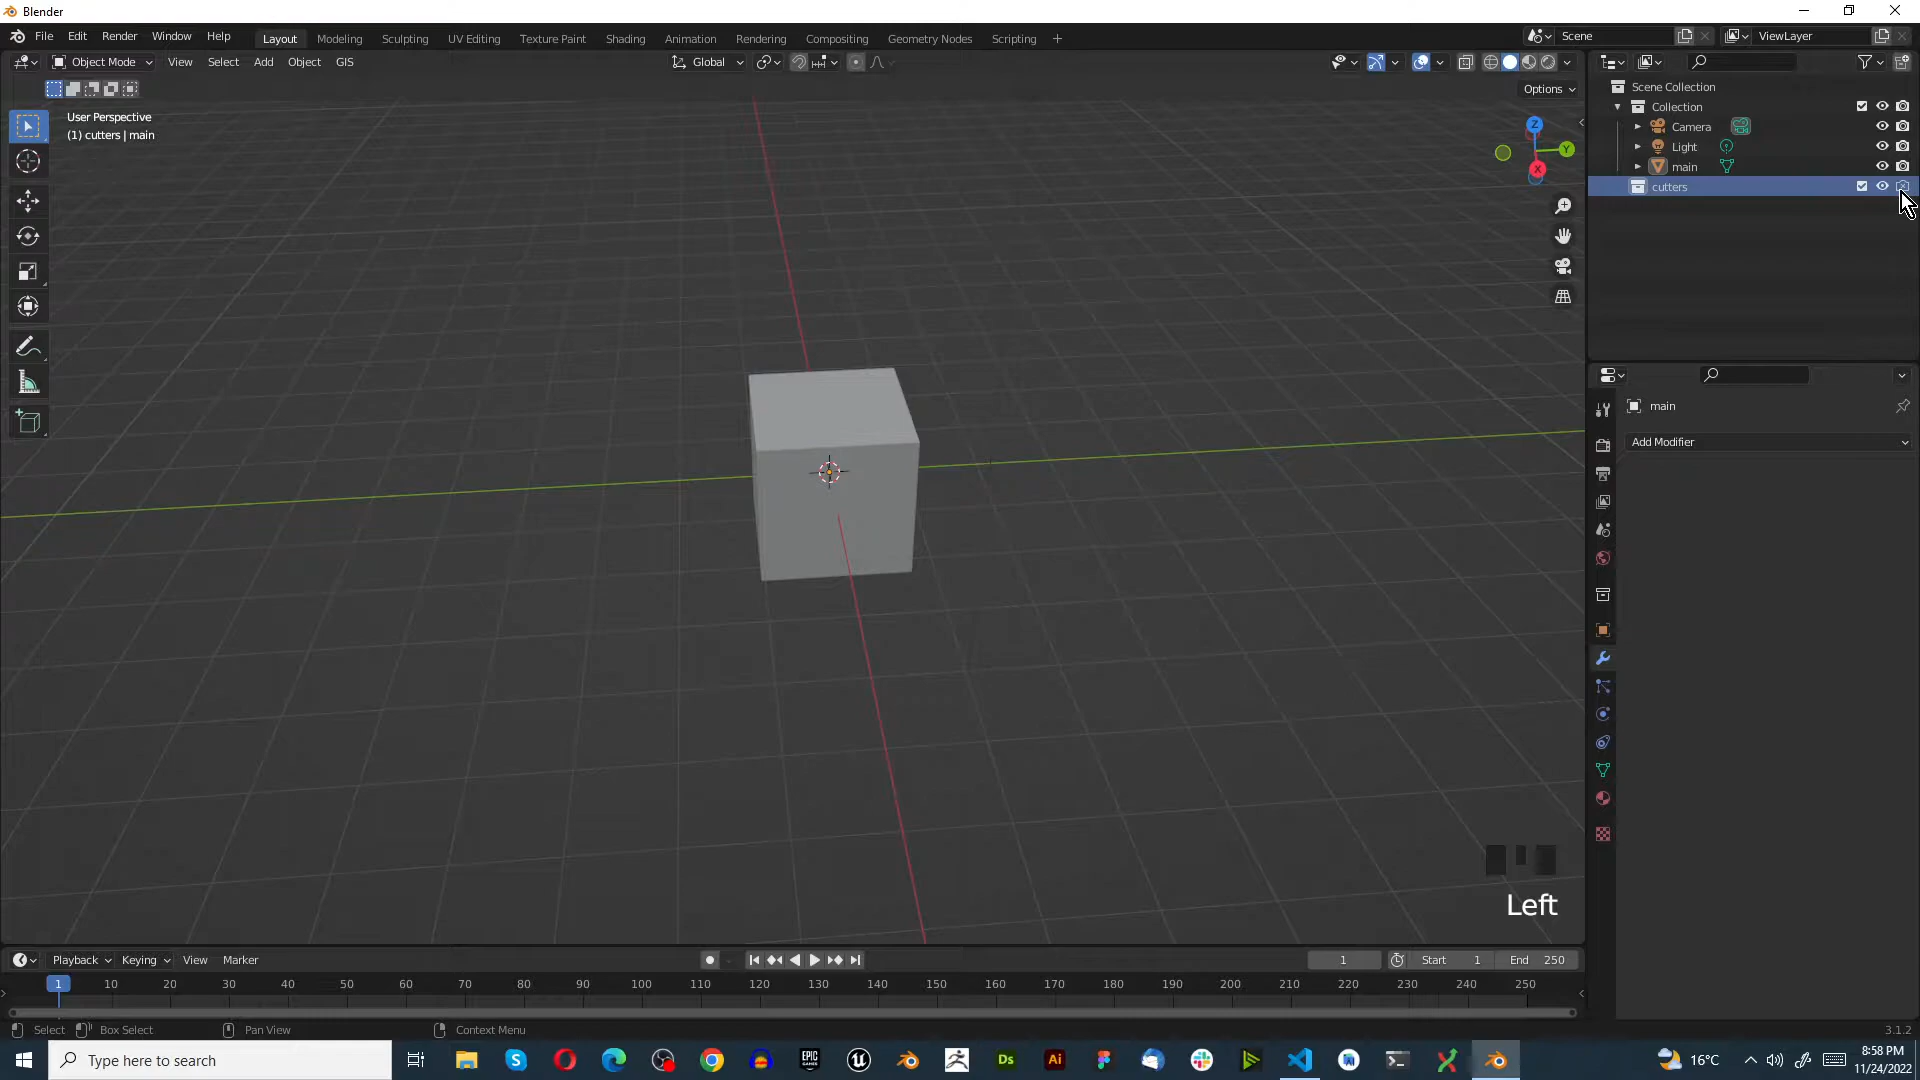 Blender
File Edit Render Window Help
Layout Modeling Sculpting UV Editing Texture Paint Shading Animation Rendering Compositing Geometry Nodes Scripting +
Scene
ViewLayer
Object Mode View Select Add Object GIS
Global
Options
User Perspective
(1) cutters | main
Z
Y
X
Scene Collection
Collection
Camera
Light
main
cutters
main
Add Modifier
Left
Playback Keying View Marker
1
Start 1
End 250
1 10 20 30 40 50 60 70 80 90 100 110 120 130 140 150 160 170 180 190 200 210 220 230 240 250
Select Box Select Pan View Context Menu
3.1.2
Type here to search
EPIC GAMES
Ds
Ai
16°C
8:58 PM
11/24/2022